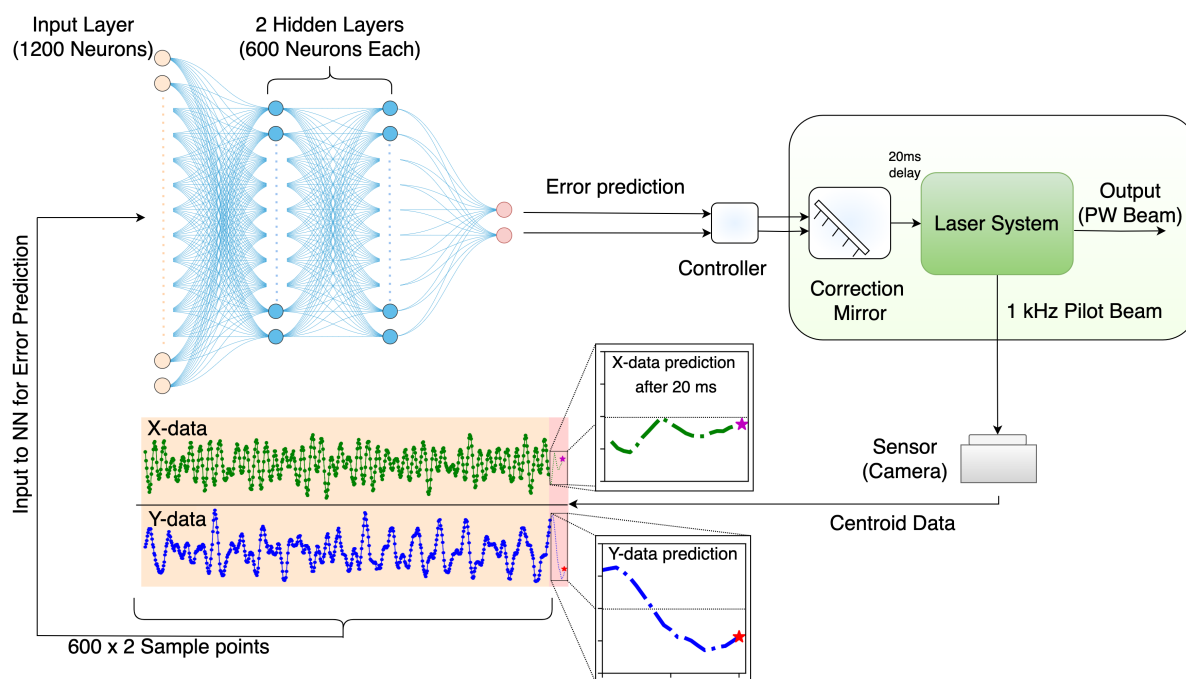 Input Layer
(1200 Neurons)
2 Hidden Layers
(600 Neurons Each)
Error prediction
Controller
20ms
delay
Correction
Mirror
Laser System
Output
(PW Beam)
1 kHz Pilot Beam
Sensor
(Camera)
Centroid Data
X-data prediction
after 20 ms
Y-data prediction
X-data
Y-data
600 x 2 Sample points
Input to NN for Error Prediction